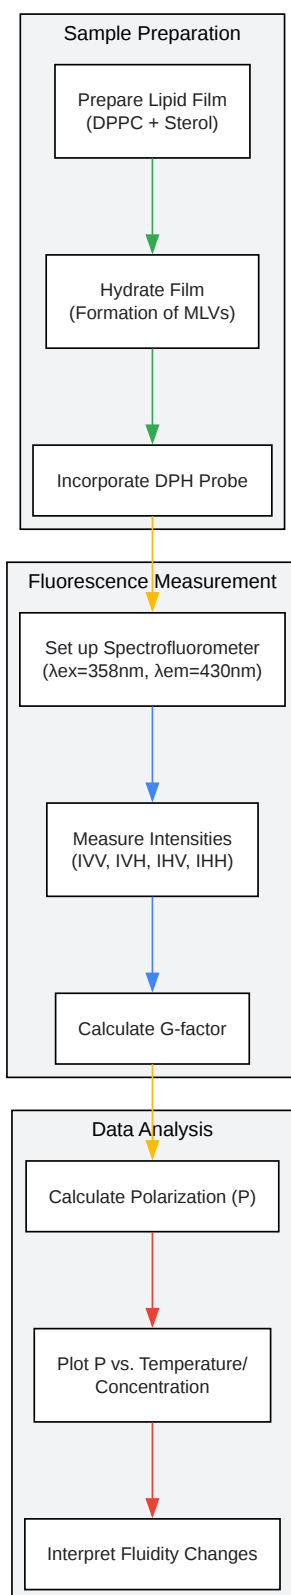 Sample Preparation
Prepare Lipid Film
(DPPC + Sterol)
Hydrate Film
(Formation of MLVs)
Incorporate DPH Probe
Fluorescence Measurement
Set up Spectrofluorometer
(λex=358nm, λem=430nm)
Measure Intensities
(IVV, IVH, IHV, IHH)
Calculate G-factor
Data Analysis
Calculate Polarization (P)
Plot P vs. Temperature/
Concentration
Interpret Fluidity Changes